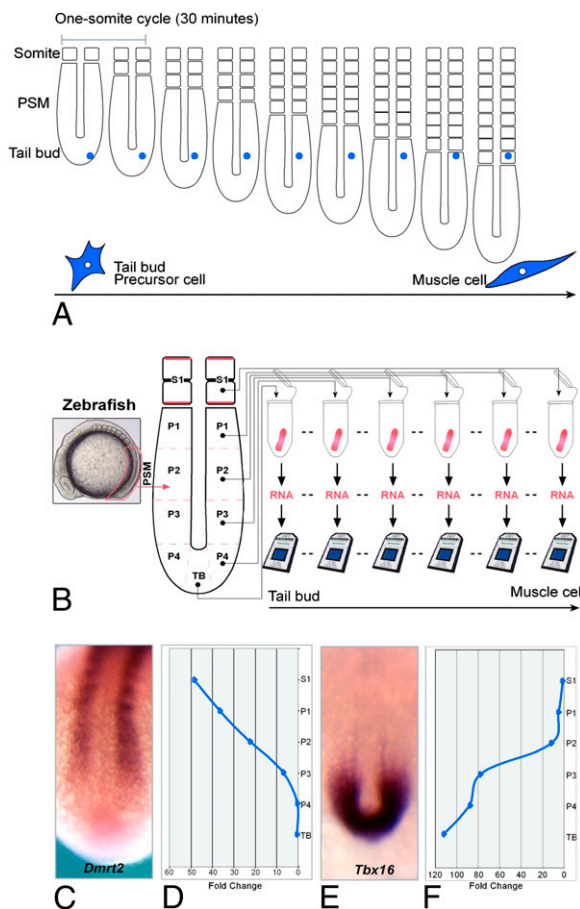 One-somite cycle (30 minutes)
Somite
PSM
Tail bud
Tail bud
Precursor cell
Muscle cell
A
Zebrafish
PSM
S1 S1
P1 P1
P2 P2
P3 P3
P4 P4
TB
RNA RNA RNA RNA RNA RNA
Tail bud
Muscle cell
B
Dmrt2
C
S1
P1
P2
P3
P4
TB
60 50 40 30 20 10 0
Fold Change
D
Tbx16
E
S1
P1
P2
P3
P4
TB
120 100 80 60 40 20 0
Fold Change
F